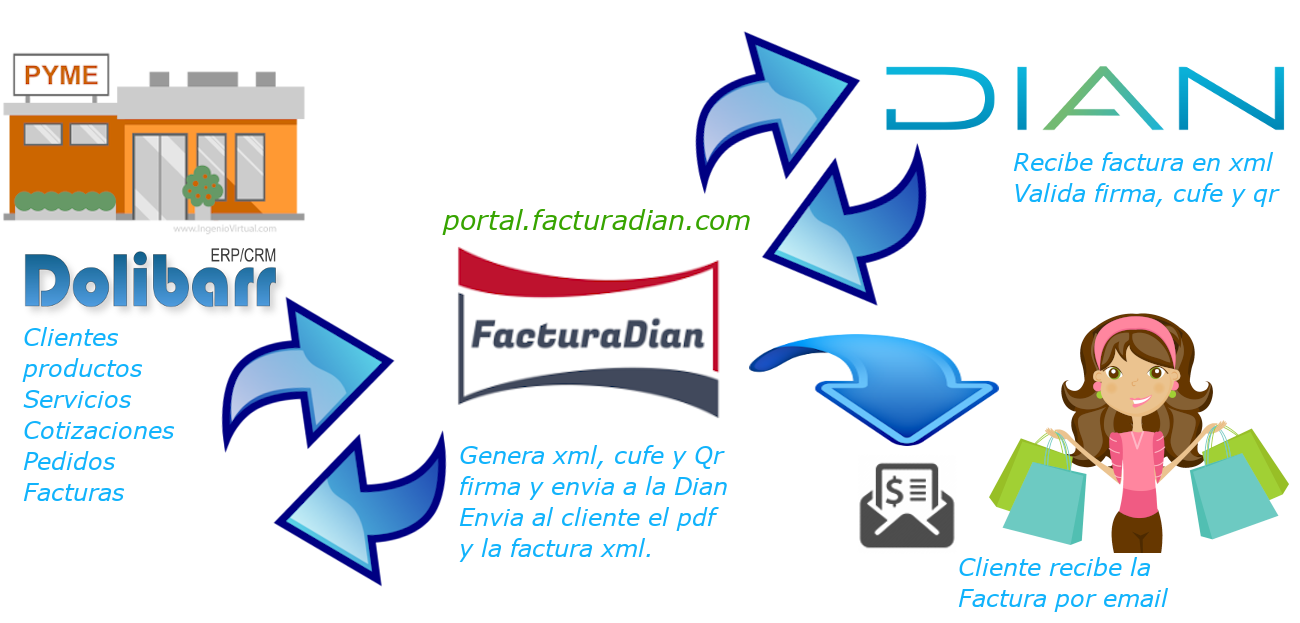 PYME
www.IngenioVirtual.com
ERP/CRM
Dolibarr
Clientes
productos
Servicios
Cotizaciones
Pedidos
Facturas
portal.facturadian.com
FacturaDian
Genera xml, cufe y Qr
firma y envia a la Dian
Envia al cliente el pdf
y la factura xml.
DIAN
Recibe factura en xml
Valida firma, cufe y qr
$
Cliente recibe la
Factura por email